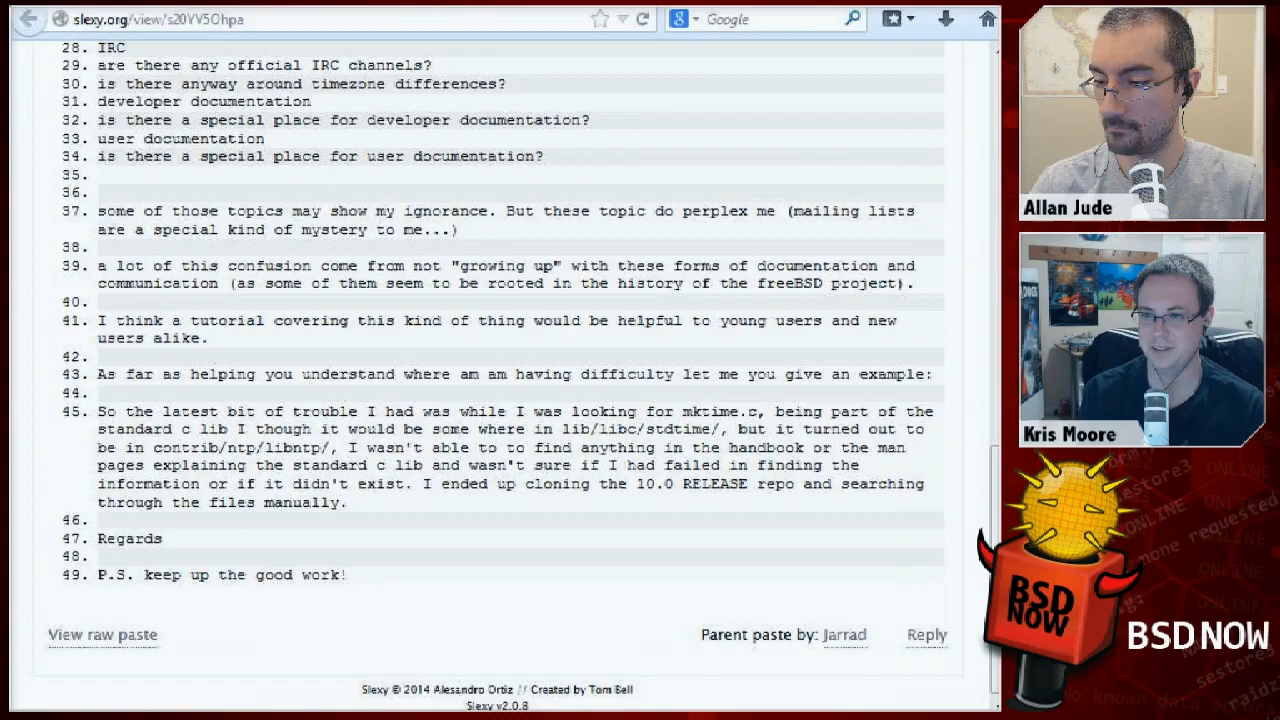 slexy.org/view/s20YV5Ohpa
Google
28. IRC
29. are there any official IRC channels?
30. is there anyway around timezone differences?
31. developer documentation
32. is there a special place for developer documentation?
33. user documentation
34. is there a special place for user documentation?
35.
36.
37. some of those topics may show my ignorance. But these topic do perplex me (mailing lists
are a special kind of mystery to me...)
38.
39. a lot of this confusion come from not "growing up" with these forms of documentation and
communication (as some of them seem to be rooted in the history of the freeBSD project).
40.
41. I think a tutorial covering this kind of thing would be helpful to young users and new
users alike.
42.
43. As far as helping you understand where am am having difficulty let me you give an example:
44.
45. So the latest bit of trouble I had was while I was looking for mktime.c, being part of the
standard c lib I though it would be some where in lib/libc/stdtime/, but it turned out to
be in contrib/ntp/libntp/, I wasn't able to to find anything in the handbook or the man
pages explaining the standard c lib and wasn't sure if I had failed in finding the
information or if it didn't exist. I ended up cloning the 10.0 RELEASE repo and searching
through the files manually.
46.
47. Regards
48.
49. P.S. keep up the good work!
View raw paste
Parent paste by: Jarrad
Reply
Slexy © 2014 Alesandro Ortiz // Created by Tom Bell
Slexy v2.0.8
Allan Jude
Kris Moore
BSD
NOW
BSD NOW